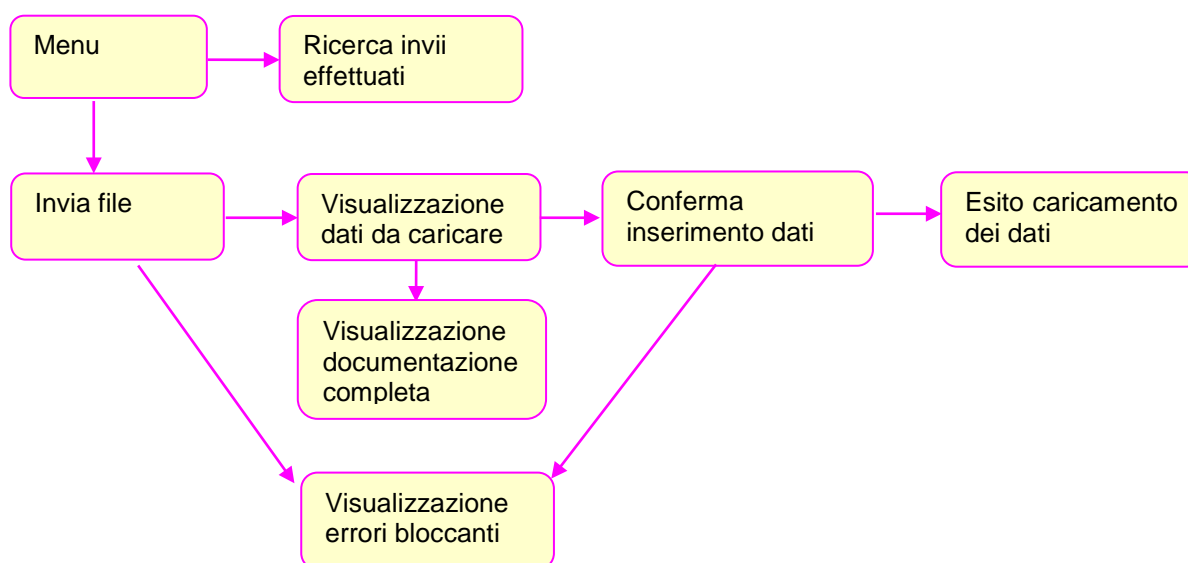 Menu
Ricerca invii
effettuati
Invia file
Visualizzazione
dati da caricare
Conferma
inserimento dati
Esito caricamento
dei dati
Visualizzazione
documentazione
completa
Visualizzazione
errori bloccanti